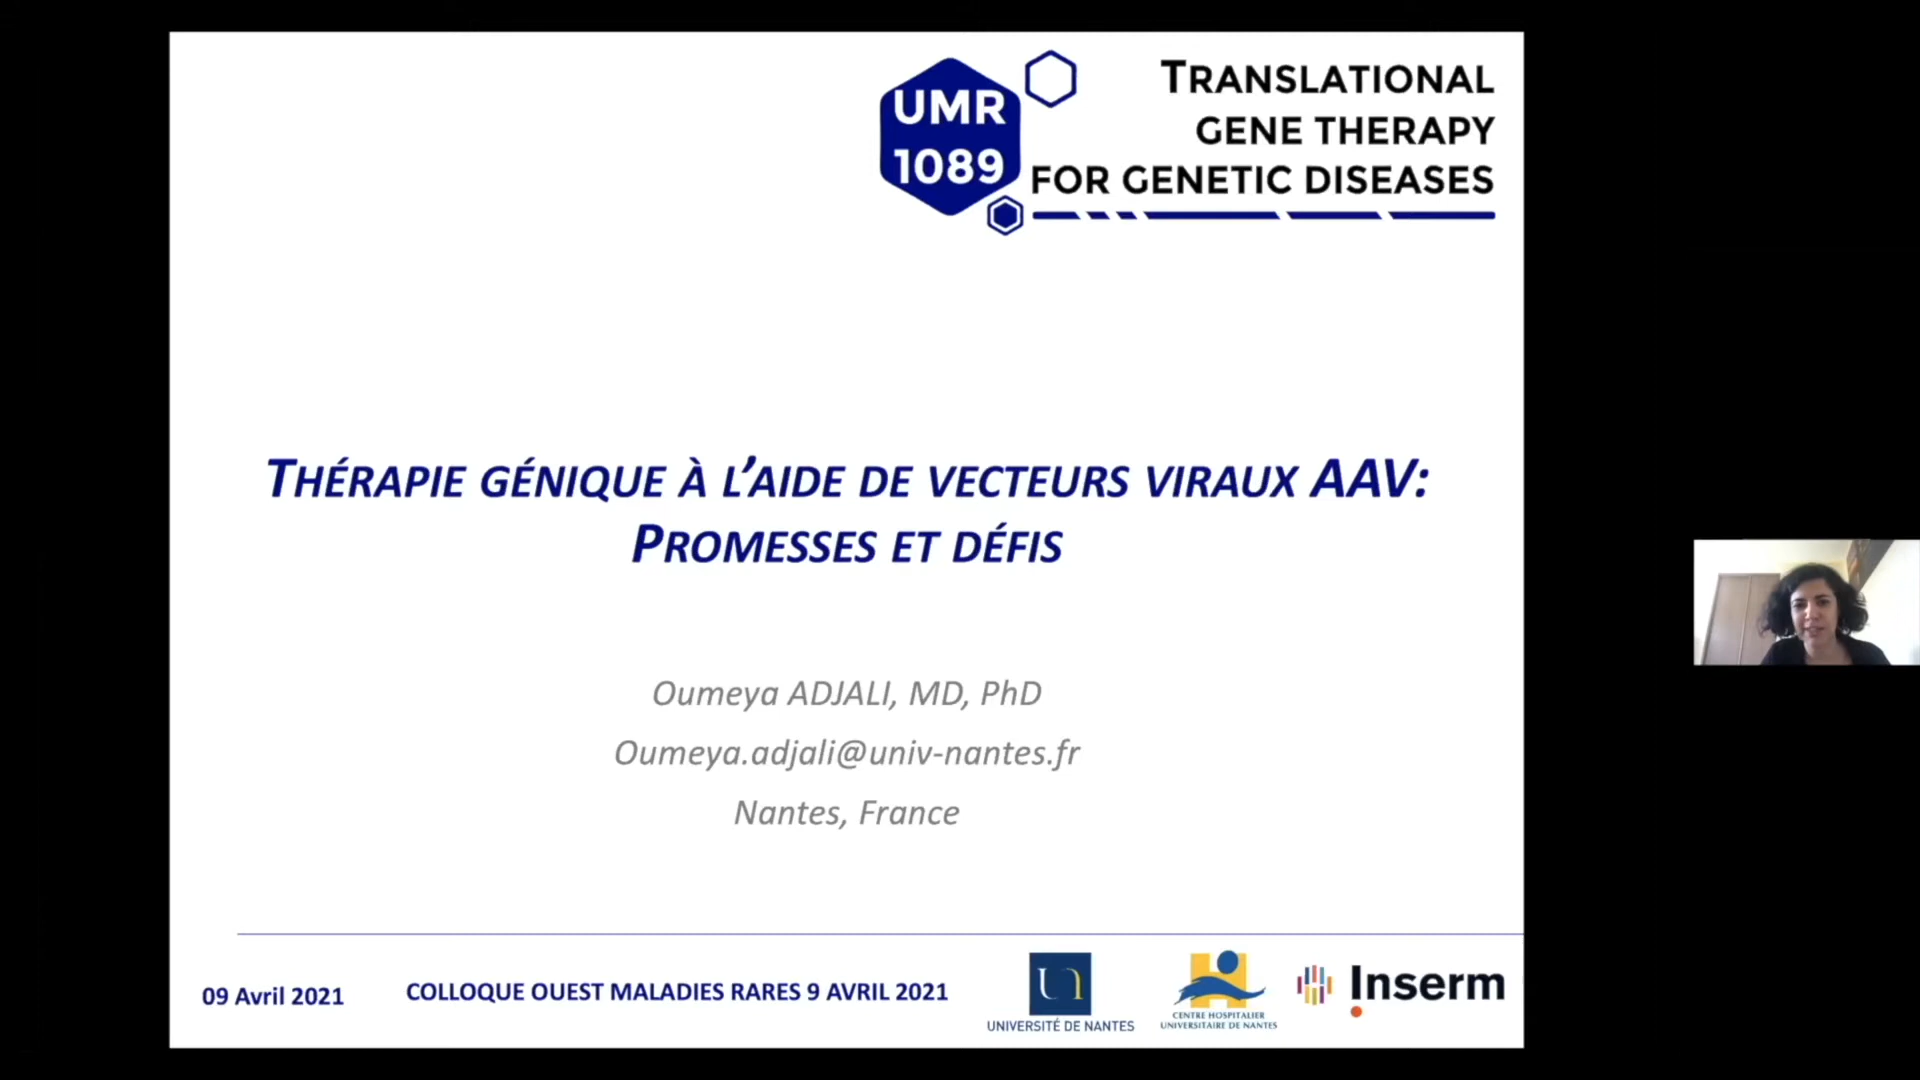 UMR
1089
TRANSLATIONAL
GENE THERAPY
FOR GENETIC DISEASES
THÉRAPIE GÉNIQUE À L’AIDE DE VECTEURS VIRAUX AAV:
PROMESSES ET DÉFIS
Oumeya ADJALI, MD, PhD
Oumeya.adjali@univ-nantes.fr
Nantes, France
09 Avril 2021
COLLOQUE OUEST MALADIES RARES 9 AVRIL 2021
UNIVERSITÉ DE NANTES
CENTRE HOSPITALIER
UNIVERSITAIRE DE NANTES
Inserm